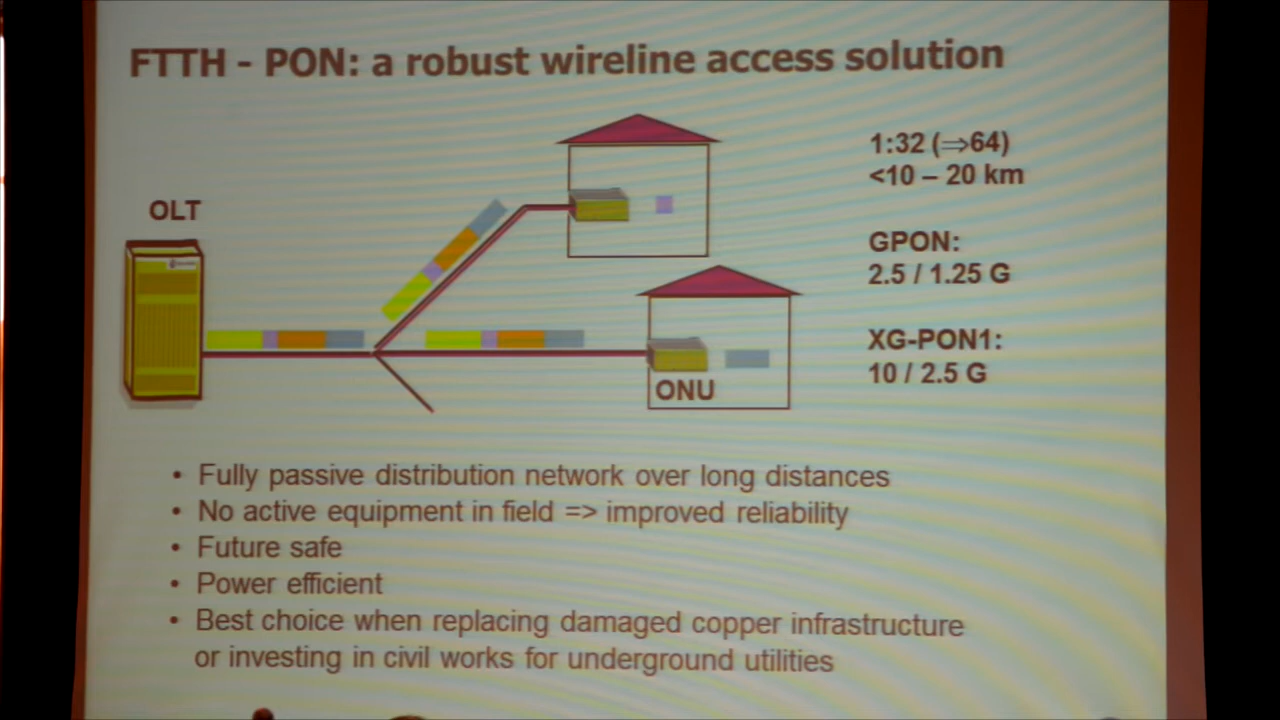 FTTH - PON: a robust wireline access solution
1:32 (⇒64)
<10 – 20 km
OLT
GPON:
2.5 / 1.25 G
XG-PON1:
10 / 2.5 G
ONU
• Fully passive distribution network over long distances
• No active equipment in field => improved reliability
• Future safe
• Power efficient
• Best choice when replacing damaged copper infrastructure
or investing in civil works for underground utilities